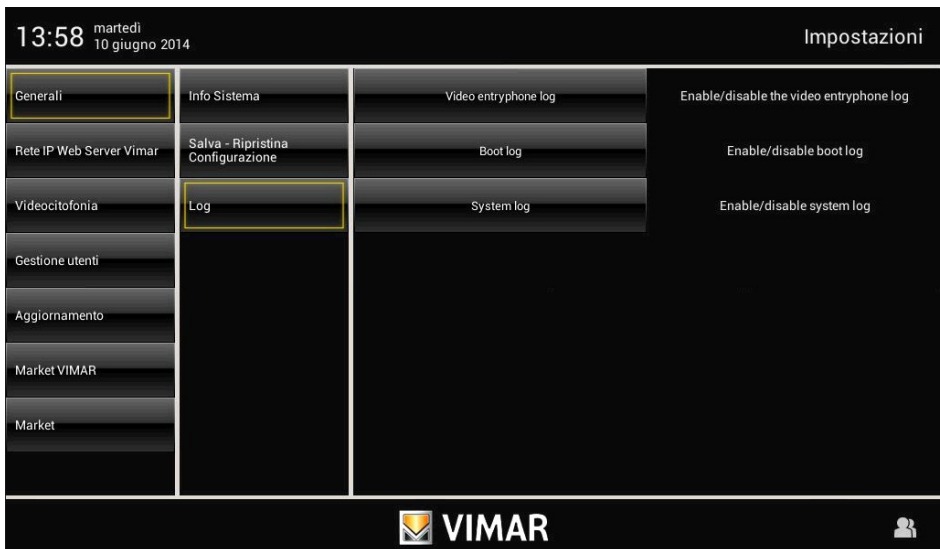 13:58
martedì
10 giugno 2014
Impostazioni
Generali
Rete IP Web Server Vimar
Videocitofonia
Gestione utenti
Aggiornamento
Market VIMAR
Market
Info Sistema
Salva - Ripristina
Configurazione
Log
Video entryphone log
Enable/disable the video entryphone log
Boot log
Enable/disable boot log
System log
Enable/disable system log
VIMAR